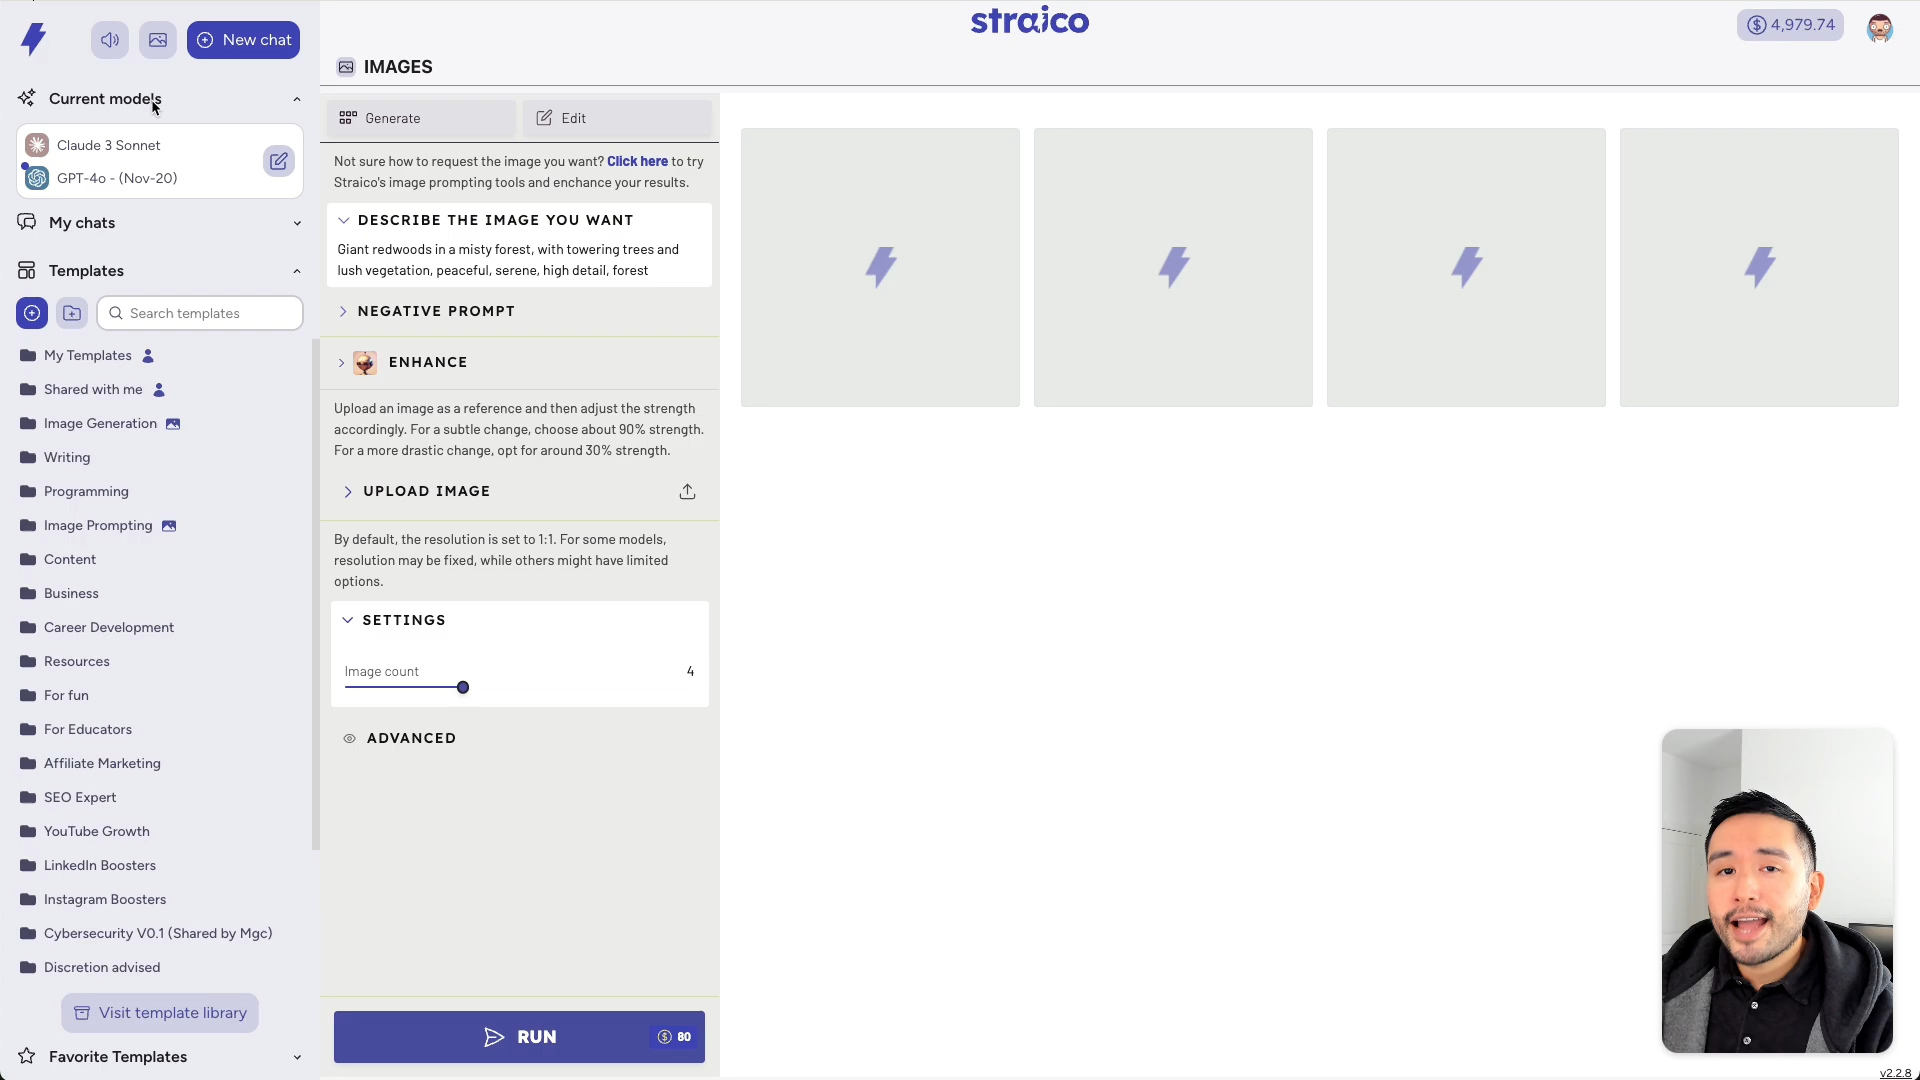 New chat
Current models
Claude 3 Sonnet
GPT-4o - (Nov-20)
My chats
Templates
Search templates
My Templates
Shared with me
Image Generation
Writing
Programming
Image Prompting
Content
Business
Career Development
Resources
For fun
For Educators
Affiliate Marketing
SEO Expert
YouTube Growth
LinkedIn Boosters
Instagram Boosters
Cybersecurity V0.1 (Shared by Mgc)
Discretion advised
Visit template library
Favorite Templates
straico
4,979.74
IMAGES
Generate
Edit
Not sure how to request the image you want? Click here to try
Straico's image prompting tools and enchance your results.
DESCRIBE THE IMAGE YOU WANT
Giant redwoods in a misty forest, with towering trees and
lush vegetation, peaceful, serene, high detail, forest
NEGATIVE PROMPT
ENHANCE
Upload an image as a reference and then adjust the strength
accordingly. For a subtle change, choose about 90% strength.
For a more drastic change, opt for around 30% strength.
UPLOAD IMAGE
By default, the resolution is set to 1:1. For some models,
resolution may be fixed, while others might have limited
options.
SETTINGS
Image count 4
ADVANCED
RUN 80
v2.2.8